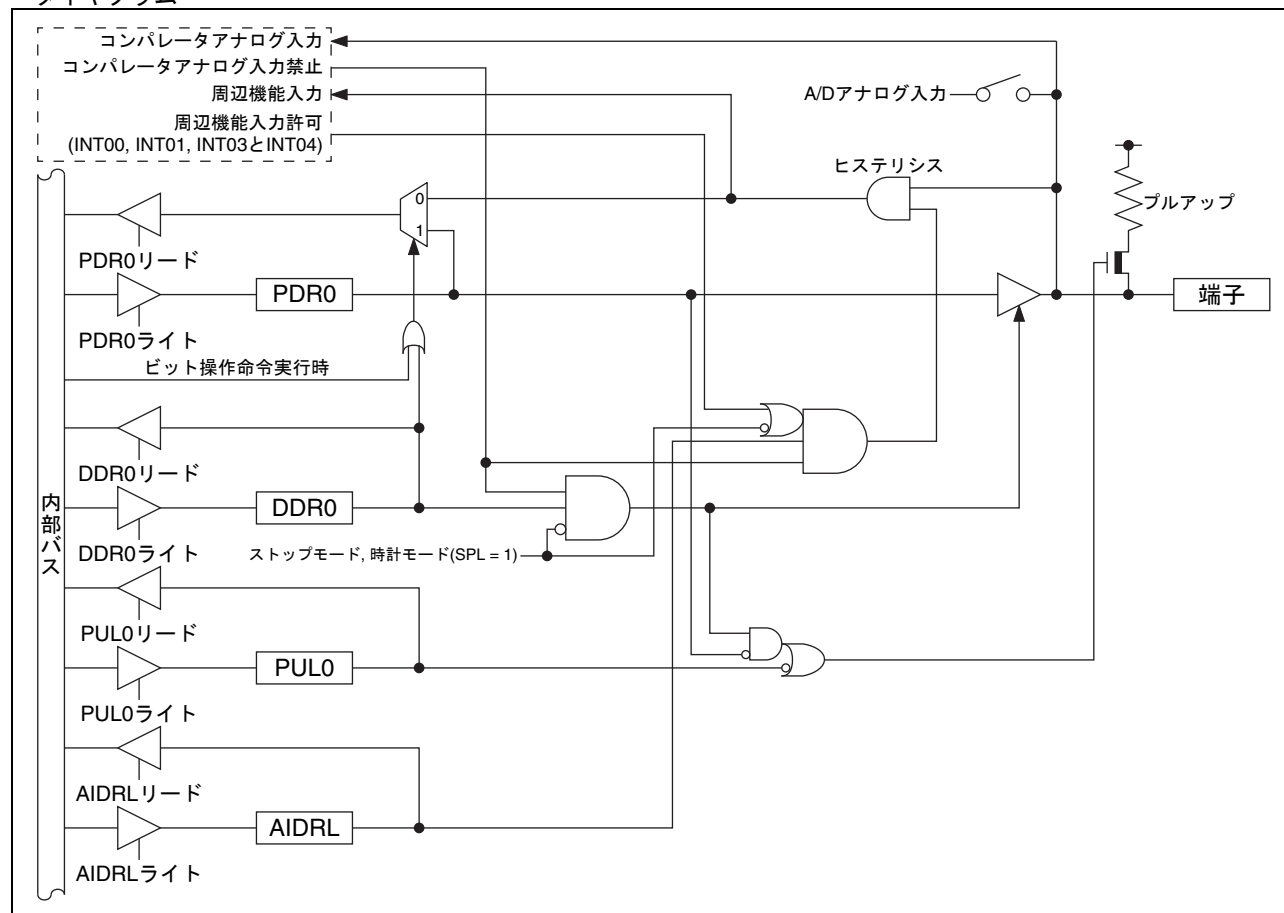 コンパレータアナログ入力
コンパレータアナログ入力禁止
周辺機能入力
周辺機能入力許可
(INT00, INT01, INT03とINT04)
A/Dアナログ入力
ヒステリシス
プルアップ
0
1
PDR0リード
PDR0
端子
PDR0ライト
ビット操作命令実行時
DDR0リード
DDR0
内部バス
DDR0ライト
ストップモード, 時計モード(SPL = 1)
PUL0リード
PUL0
PUL0ライト
AIDRLリード
AIDRL
AIDRLライト